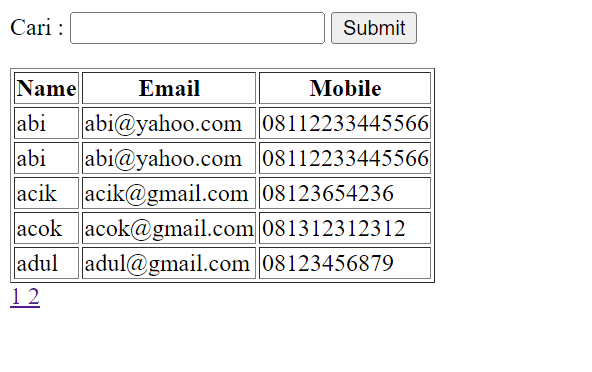 Cari : Submit
Name Email Mobile
abi abi@yahoo.com 08112233445566
abi abi@yahoo.com 08112233445566
acik acik@gmail.com 08123654236
acok acok@gmail.com 081312312312
adul adul@gmail.com 08123456879
1 2